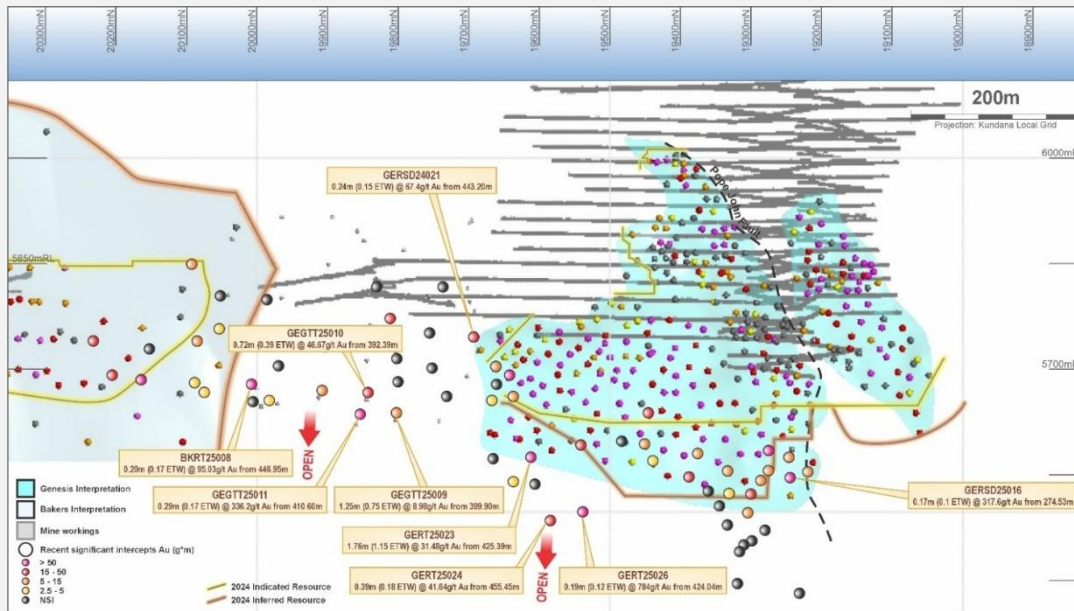 20300mN
20200mN
20100mN
20000mN
19900mN
19800mN
19700mN
19600mN
19500mN
19400mN
19300mN
19200mN
19100mN
19000mN
18900mN
200m
Projection: Kundana Local Grid
6000mRL
GERSD24021
0.24m (0.15 ETW) @ 67.4g/t Au from 443.20m
Pope John Fault
5850mRL
GEGTT25010
0.72m (0.39 ETW) @ 46.67g/t Au from 392.39m
5700mRL
BKRT25008
0.20m (0.17 ETW) @ 95.03g/t Au from 446.95m
OPEN
GEGTT25011
0.29m (0.17 ETW) @ 336.2g/t Au from 410.60m
GEGTT25009
1.25m (0.75 ETW) @ 8.98g/t Au from 399.90m
GERSD25016
0.17m (0.1 ETW) @ 317.6g/t Au from 274.53m
GERT25023
1.76m (1.15 ETW) @ 31.48g/t Au from 425.39m
GERT25024
0.39m (0.18 ETW) @ 41.64g/t Au from 455.45m
OPEN
GERT25026
0.19m (0.12 ETW) @ 784g/t Au from 424.04m
Genesis Interpretation
Bakers Interpretation
Mine workings
Recent significant intercepts Au (g*m)
> 50
15 - 50
5 - 15
2.5 - 5
NSI
2024 Indicated Resource
2024 Inferred Resource